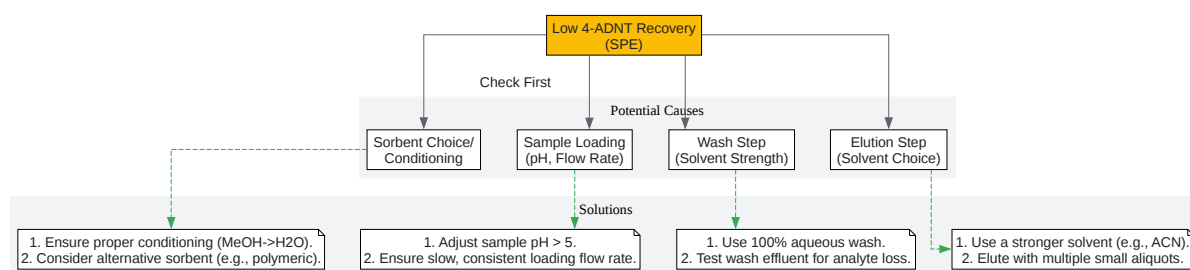 Low 4-ADNT Recovery
(SPE)
Check First
Potential Causes
Sorbent Choice/
Conditioning
Sample Loading
(pH, Flow Rate)
Wash Step
(Solvent Strength)
Elution Step
(Solvent Choice)
Solutions
1. Ensure proper conditioning (MeOH->H2O).
2. Consider alternative sorbent (e.g., polymeric).
1. Adjust sample pH > 5.
2. Ensure slow, consistent loading flow rate.
1. Use 100% aqueous wash.
2. Test wash effluent for analyte loss.
1. Use a stronger solvent (e.g., ACN).
2. Elute with multiple small aliquots.